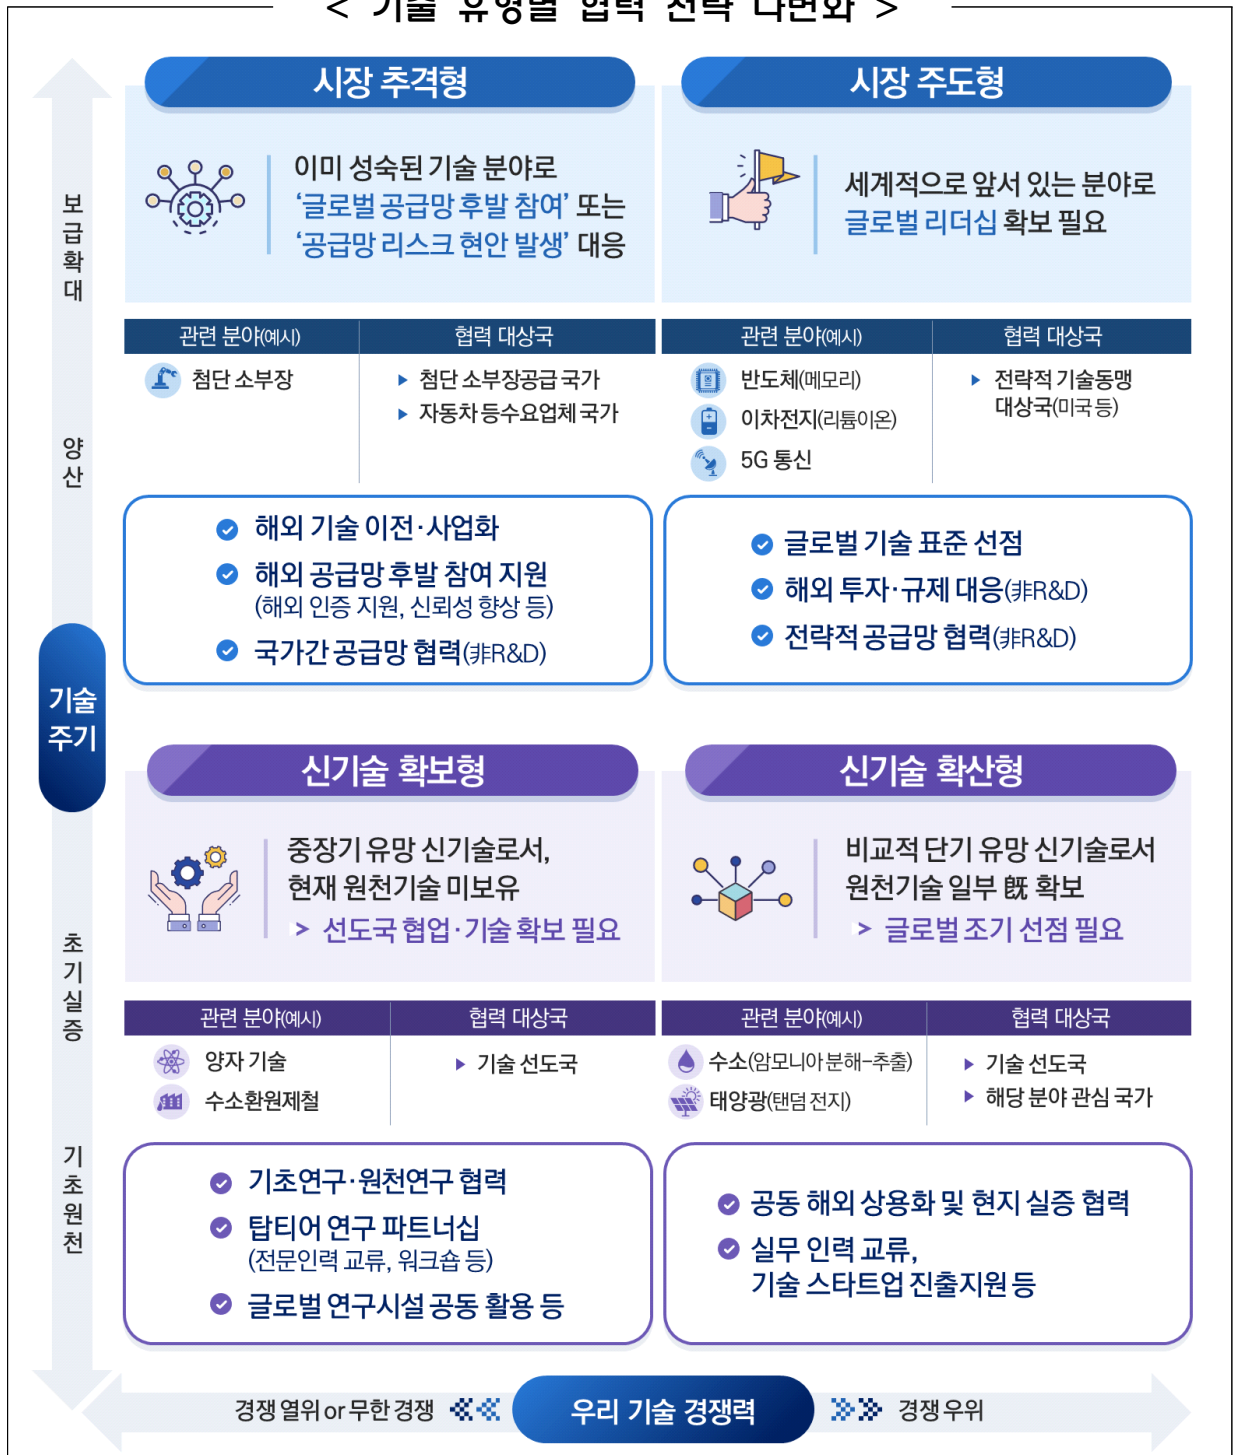 < 기술 유형별 협력 전략 다변화 >
시장 추격형
이미 성숙된 기술 분야로
‘글로벌 공급망 후발 참여’ 또는
‘공급망 리스크 현안 발생’ 대응
관련 분야(예시)
협력 대상국
첨단 소부장
▶ 첨단 소부장공급 국가
▶ 자동차 등수요업체 국가
해외 기술 이전·사업화
해외 공급망 후발 참여 지원
(해외 인증 지원, 신뢰성 향상 등)
국가간 공급망 협력(非R&D)
시장 주도형
세계적으로 앞서 있는 분야로
글로벌 리더십 확보 필요
관련 분야(예시)
협력 대상국
반도체(메모리)
이차전지(리튬이온)
5G 통신
▶ 전략적 기술동맹
대상국(미국 등)
글로벌 기술 표준 선점
해외 투자·규제 대응(非R&D)
전략적 공급망 협력(非R&D)
보급확대
양산
기술
주기
초기실증
기초원천
신기술 확보형
중장기 유망 신기술로서,
현재 원천기술 미보유
> 선도국 협업·기술 확보 필요
관련 분야(예시)
협력 대상국
양자 기술
수소환원제철
▶ 기술 선도국
기초연구·원천연구 협력
탑티어 연구 파트너십
(전문인력 교류, 워크숍 등)
글로벌 연구시설 공동 활용 등
신기술 확산형
비교적 단기 유망 신기술로서
원천기술 일부 旣 확보
> 글로벌 조기 선점 필요
관련 분야(예시)
협력 대상국
수소(암모니아 분해–추출)
태양광(탠덤 전지)
▶ 기술 선도국
▶ 해당 분야 관심 국가
공동 해외 상용화 및 현지 실증 협력
실무 인력 교류,
기술 스타트업 진출지원 등
경쟁 열위 or 무한 경쟁
우리 기술 경쟁력
경쟁 우위